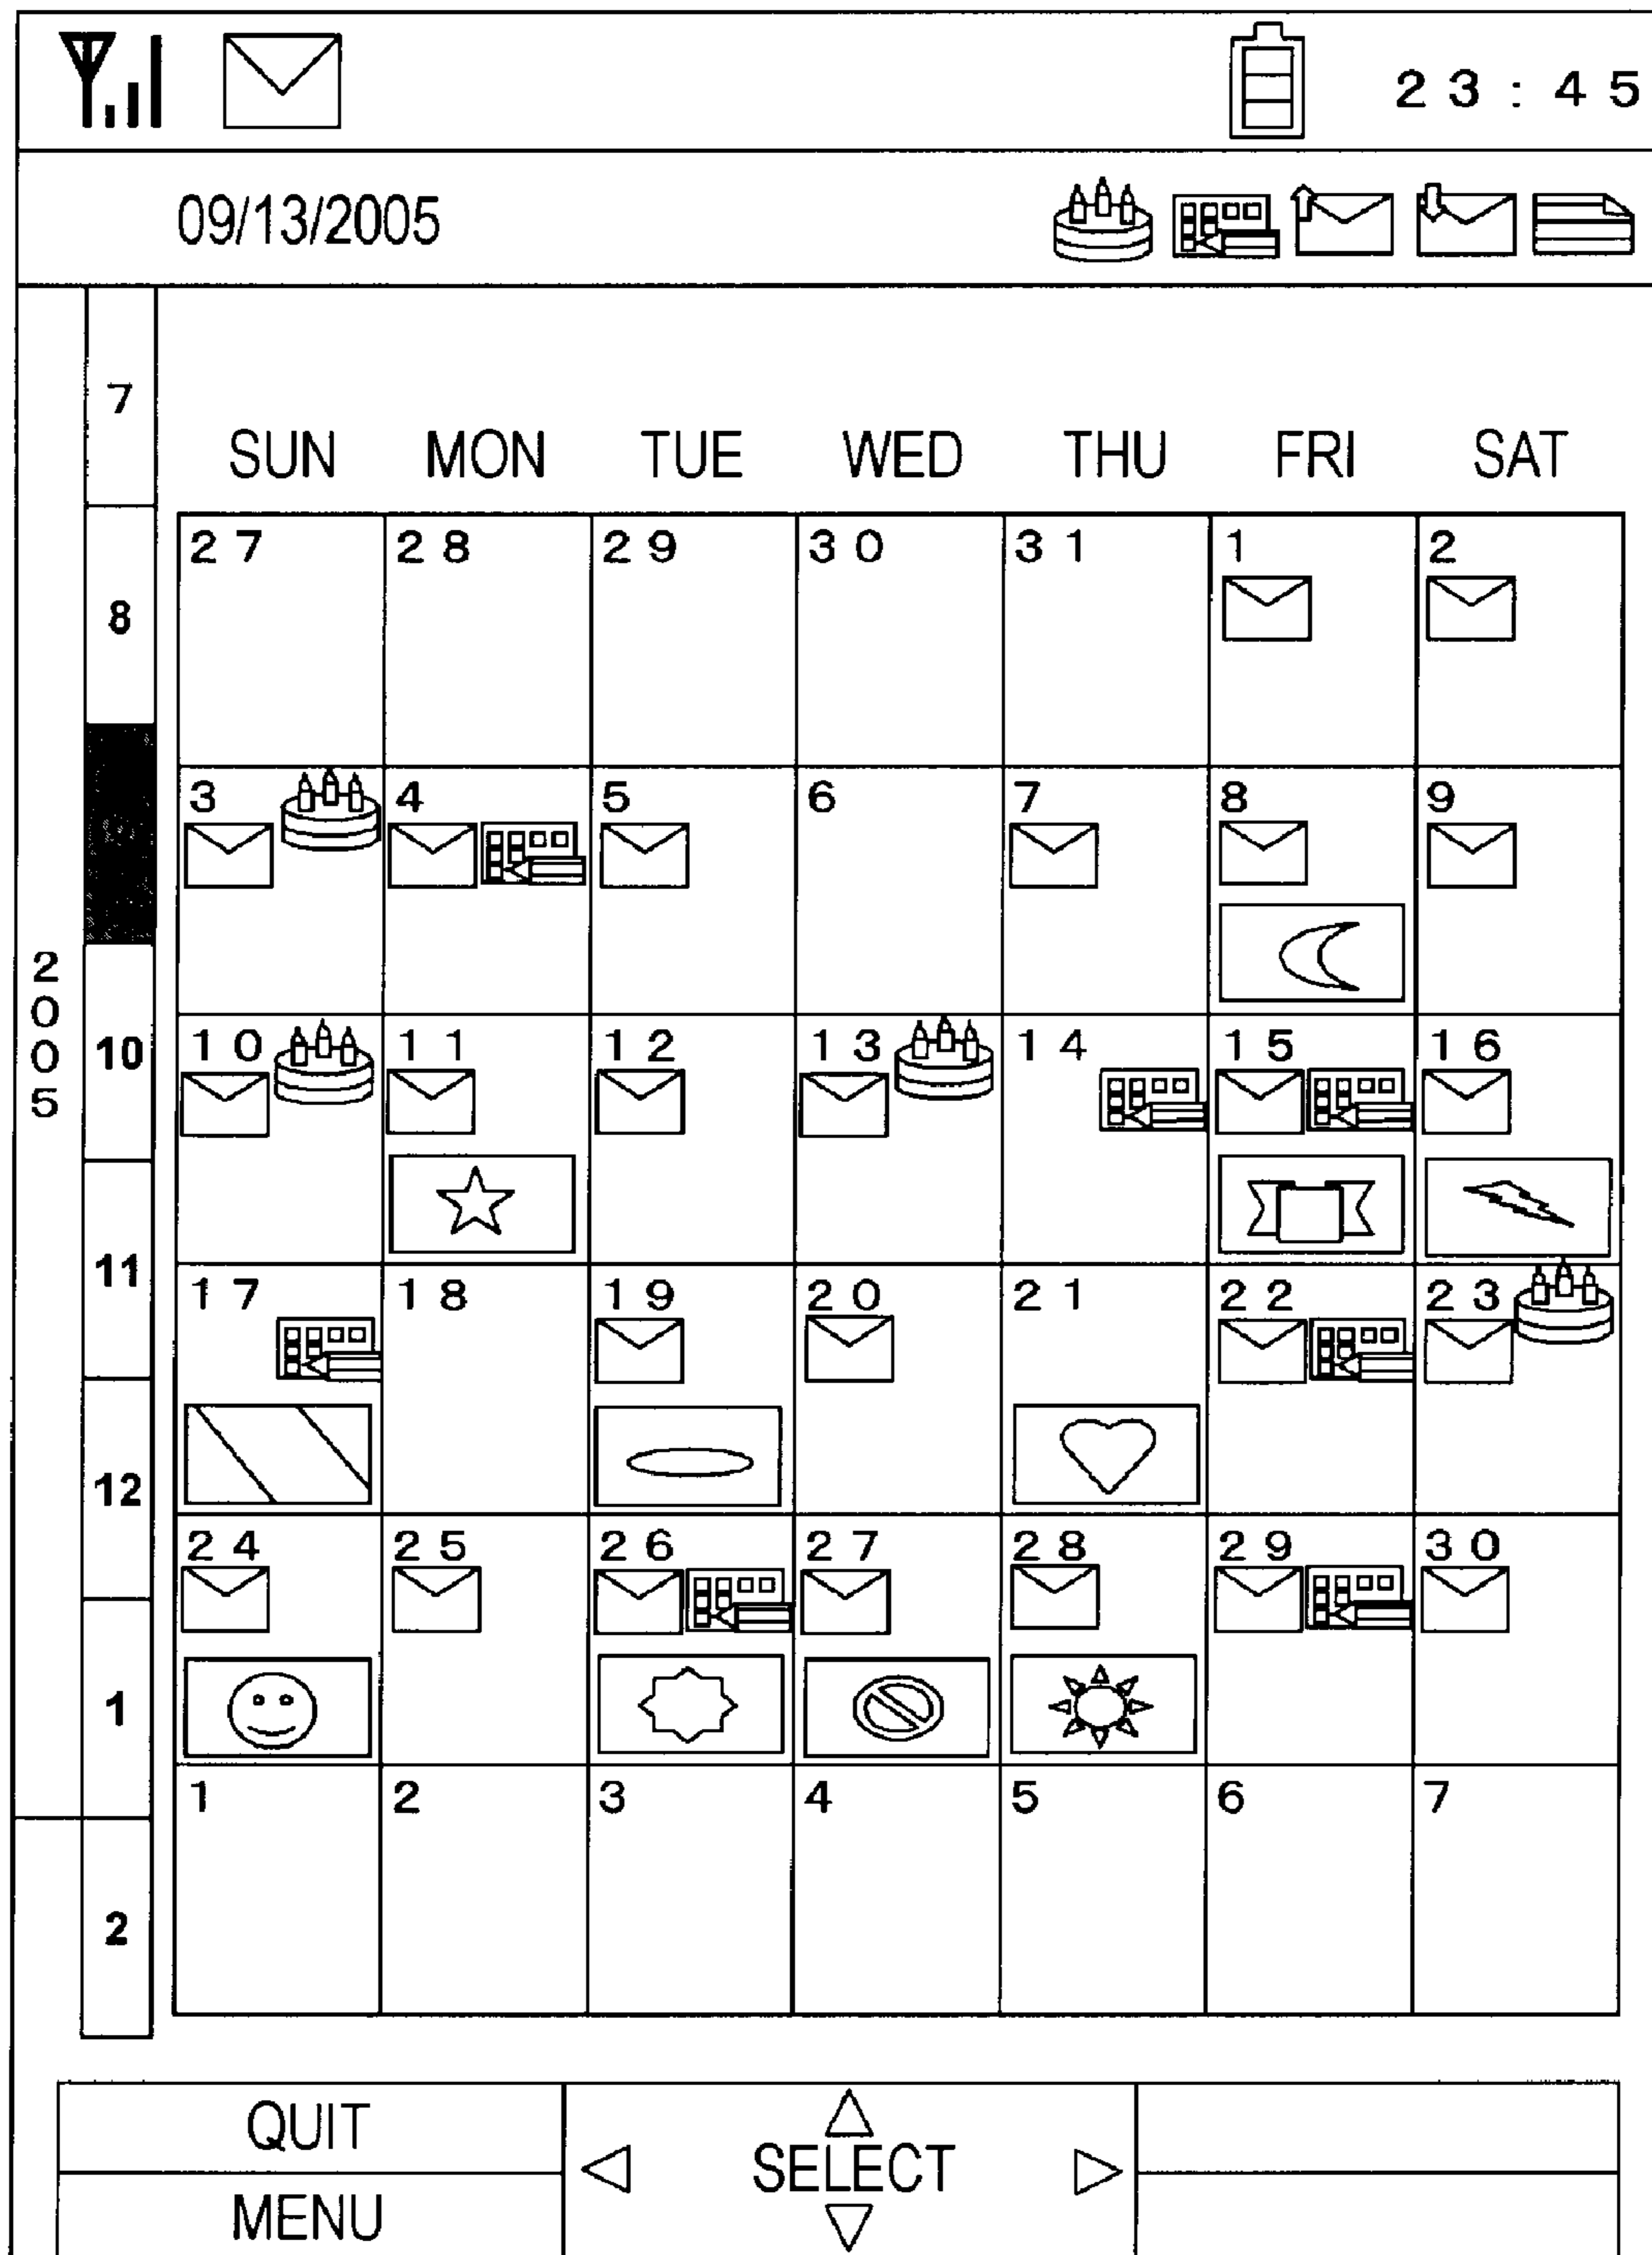 23:45
09/13/2005
2005
7
8
10
11
12
1
2
SUN MON TUE WED THU FRI SAT
27 28 29 30 31 1 2
3 4 5 6 7 8 9
10 11 12 13 14 15 16
17 18 19 20 21 22 23
24 25 26 27 28 29 30
1 2 3 4 5 6 7
QUIT
SELECT
MENU